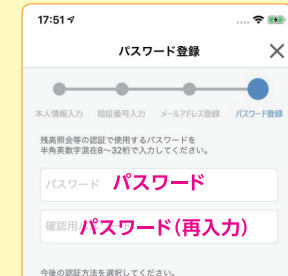 17:51
パスワード登録
本人情報入力 暗証番号入力 メールアドレス登録 パスワード登録
残高照会等の認証で使用するパスワードを
半角英数字混在8~32桁で入力してください。
パスワード パスワード
確認用パスワード パスワード(再入力)
今後の認証方法を選択してください。